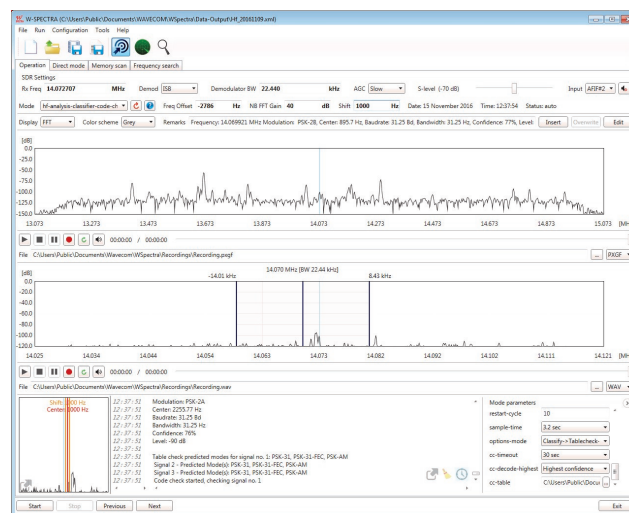 W-SPECTRA (C:\Users\Public\Documents\WAVECOM\WSpectra\Data-Output\Hf_20161109.xml)
File Run Configuration Tools Help
Operation Direct mode Memory scan Frequency search
SDR Settings
Rx Freq 14.072707 MHz Demod ISB Demodulator BW 22.440 kHz AGC Slow S-level (-70 dB) Input AFIF#2
Mode hf-analysis-classifier-code-ch Freq Offset -2786 Hz NB FFT Gain 40 dB Shift 1000 Hz Date: 15 November 2016 Time: 12:37:54 Status: auto
Display FFT Color scheme Grey Remarks Frequency: 14.069921 MHz Modulation: PSK-2B, Center: 895.7 Hz, Baudrate: 31.25 Bd, Bandwidth: 31.25 Hz, Confidence: 77%, Level: Insert Overwrite Edit
[dB]
0.0
-25.0
-50.0
-75.0
-100.0
-125.0
-150.0
13.073 13.273 13.473 13.673 13.873 14.073 14.273 14.473 14.673 14.873 15.073 [MH
00:00:00 / 00:00:00
File C:\Users\Public\Documents\Wavecom\WSpectra\Recordings\Recording.pxgf ... PXGF
[dB] 14.070 MHz [BW 22.44 kHz]
-14.01 kHz 8.43 kHz
0.0
-20.0
-40.0
-60.0
-80.0
-100.0
-120.0
14.025 14.034 14.044 14.054 14.063 14.073 14.082 14.092 14.102 14.111 14.121 [MH
00:00:00 / 00:00:00
File C:\Users\Public\Documents\Wavecom\WSpectra\Recordings\Recording.wav ... WAV
Shift: 1000 Hz
Center: 1000 Hz
12:37:51 Modulation: PSK-2A
12:37:51 Center: 2255.77 Hz
12:37:51 Baudrate: 31.25 Bd
12:37:51 Bandwidth: 31.25 Hz
12:37:51 Confidence: 76%
12:37:51 Level: -90 dB
12:37:51
12:37:51 Table check predicted modes for signal no. 1: PSK-31, PSK-31-FEC, PSK-AM
12:37:51 Signal 2 - Predicted Mode(s): PSK-31, PSK-31-FEC, PSK-AM
12:37:51 Signal 3 - Predicted Mode(s): PSK-31, PSK-31-FEC, PSK-AM
12:37:51 Code check started, checking signal no. 1
Mode parameters
restart-cycle 10
sample-time 3.2 sec
options-mode Classify->Tablecheck-
cc-timeout 30 sec
cc-decode-highest Highest confidence
cc-table C:\Users\Public\Docu ...
Start Stop Previous Next Exit